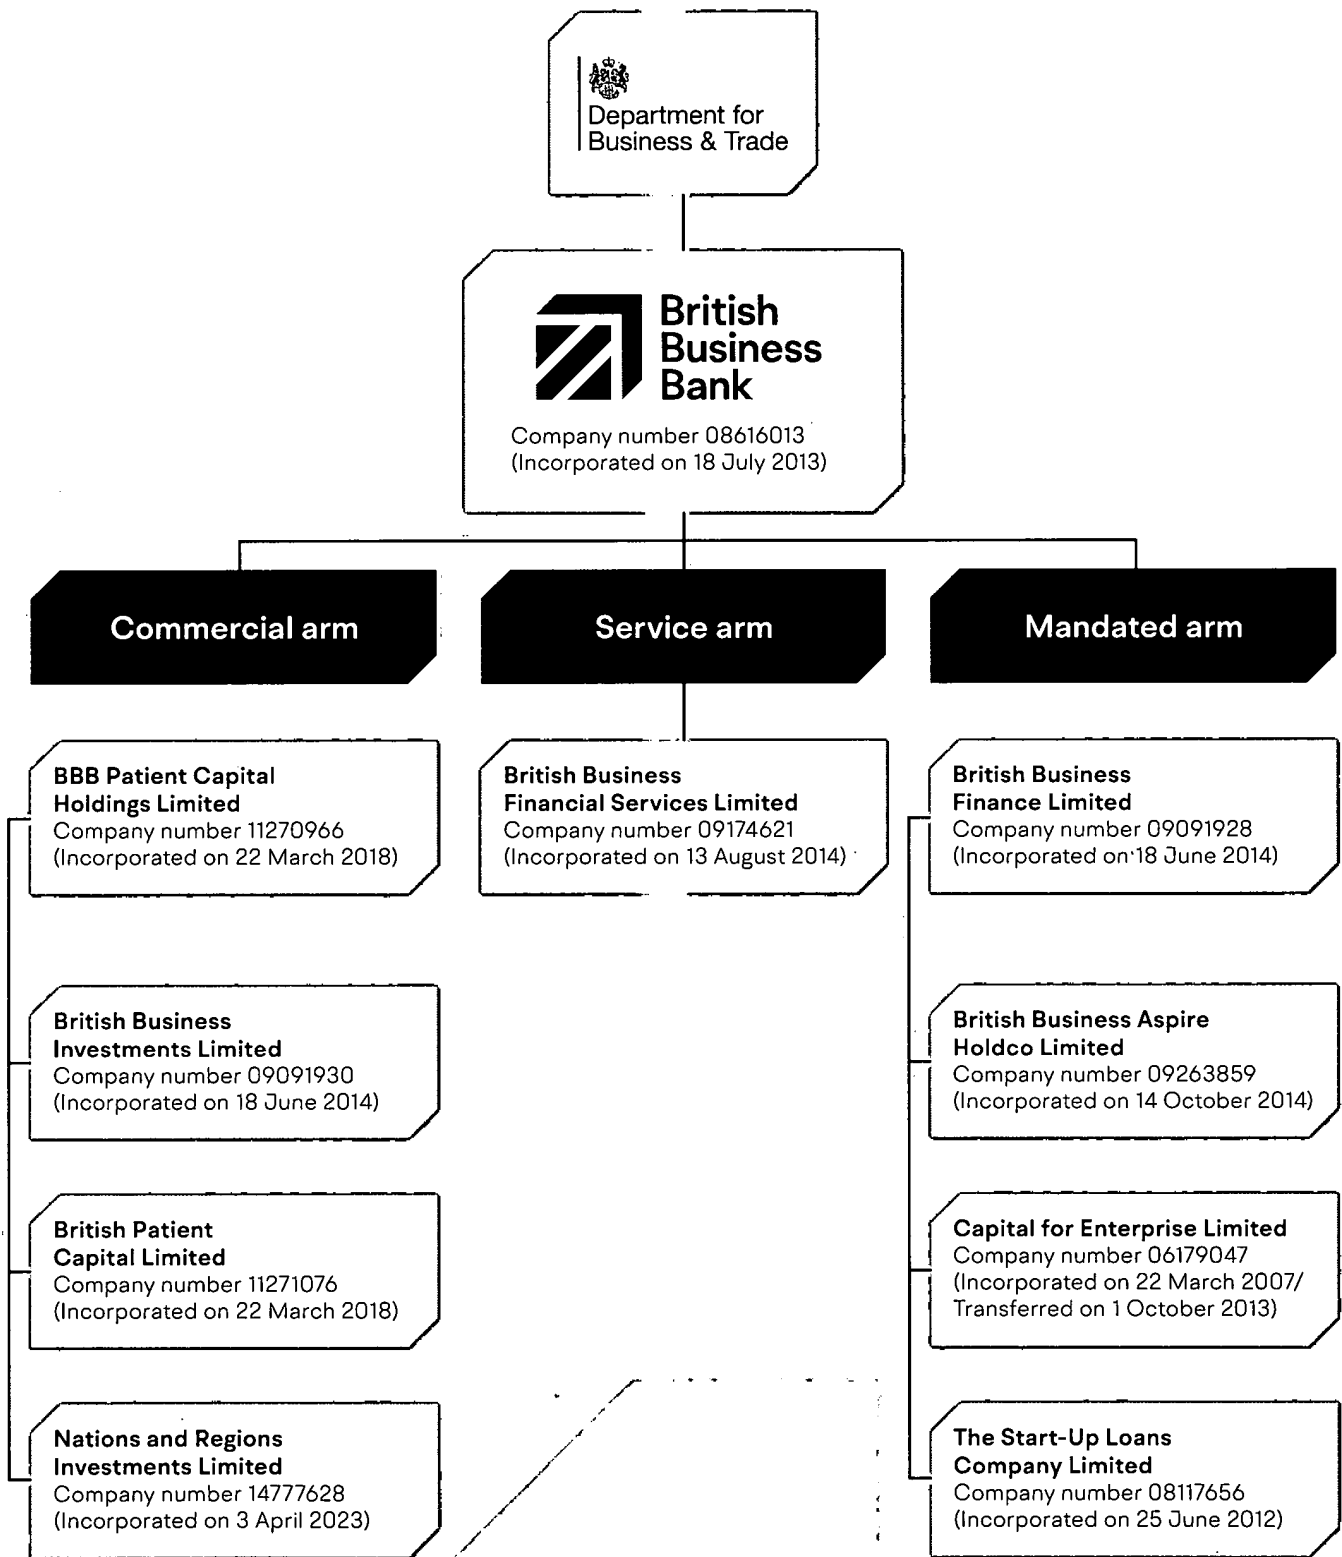 Department for
Business & Trade
British
Business
Bank
Company number 08616013
(Incorporated on 18 July 2013)
Commercial arm
Service arm
Mandated arm
BBB Patient Capital
Holdings Limited
Company number 11270966
(Incorporated on 22 March 2018)
British Business
Investments Limited
Company number 09091930
(Incorporated on 18 June 2014)
British Patient
Capital Limited
Company number 11271076
(Incorporated on 22 March 2018)
Nations and Regions
Investments Limited
Company number 14777628
(Incorporated on 3 April 2023)
British Business
Financial Services Limited
Company number 09174621
(Incorporated on 13 August 2014)
British Business
Finance Limited
Company number 09091928
(Incorporated on 18 June 2014)
British Business Aspire
Holdco Limited
Company number 09263859
(Incorporated on 14 October 2014)
Capital for Enterprise Limited
Company number 06179047
(Incorporated on 22 March 2007/
Transferred on 1 October 2013)
The Start-Up Loans
Company Limited
Company number 08117656
(Incorporated on 25 June 2012)